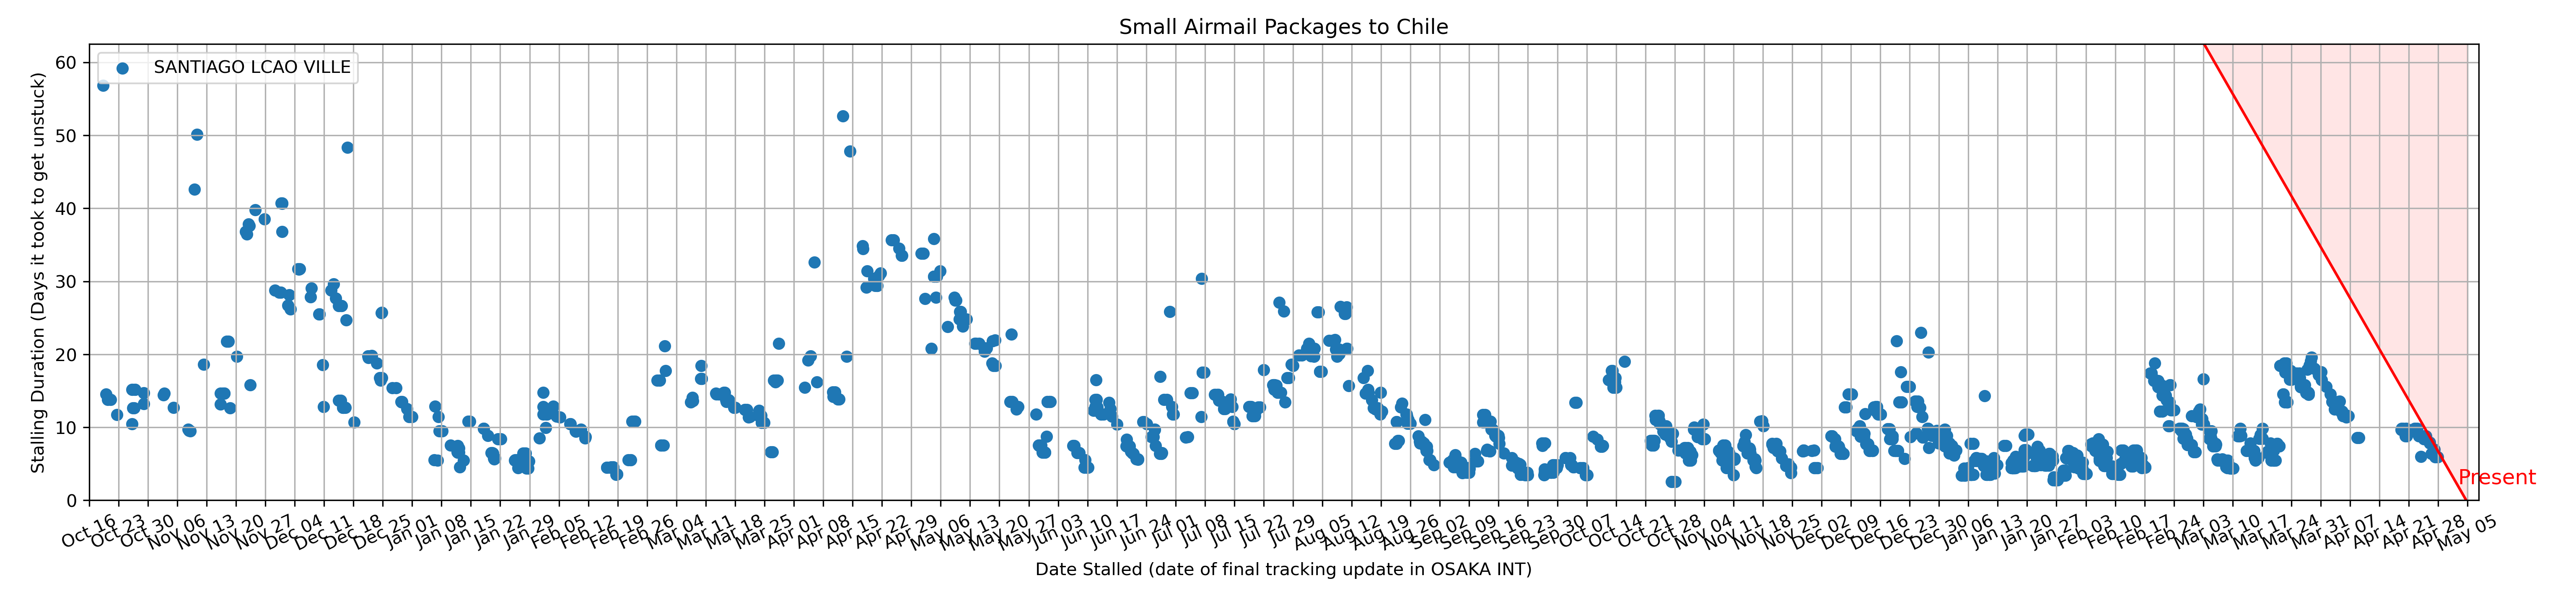 Small Airmail Packages to Chile
SANTIAGO LCAO VILLE
Stalling Duration (Days it took to get unstuck)
60
50
40
30
20
10
0
Present
Oct 16
Oct 23
Oct 30
Nov 06
Nov 13
Nov 20
Nov 27
Dec 04
Dec 11
Dec 18
Dec 25
Jan 01
Jan 08
Jan 15
Jan 22
Jan 29
Feb 05
Feb 12
Feb 19
Feb 26
Mar 04
Mar 11
Mar 18
Mar 25
Apr 01
Apr 08
Apr 15
Apr 22
Apr 29
May 06
May 13
May 20
May 27
Jun 03
Jun 10
Jun 17
Jun 24
Jul 01
Jul 08
Jul 15
Jul 22
Jul 29
Aug 05
Aug 12
Aug 19
Aug 26
Sep 02
Sep 09
Sep 16
Sep 23
Sep 30
Oct 07
Oct 14
Oct 21
Oct 28
Nov 04
Nov 11
Nov 18
Nov 25
Dec 02
Dec 09
Dec 16
Dec 23
Dec 30
Jan 06
Jan 13
Jan 20
Jan 27
Feb 03
Feb 10
Feb 17
Feb 24
Mar 03
Mar 10
Mar 17
Mar 24
Mar 31
Apr 07
Apr 14
Apr 21
Apr 28
May 05
Date Stalled (date of final tracking update in OSAKA INT)